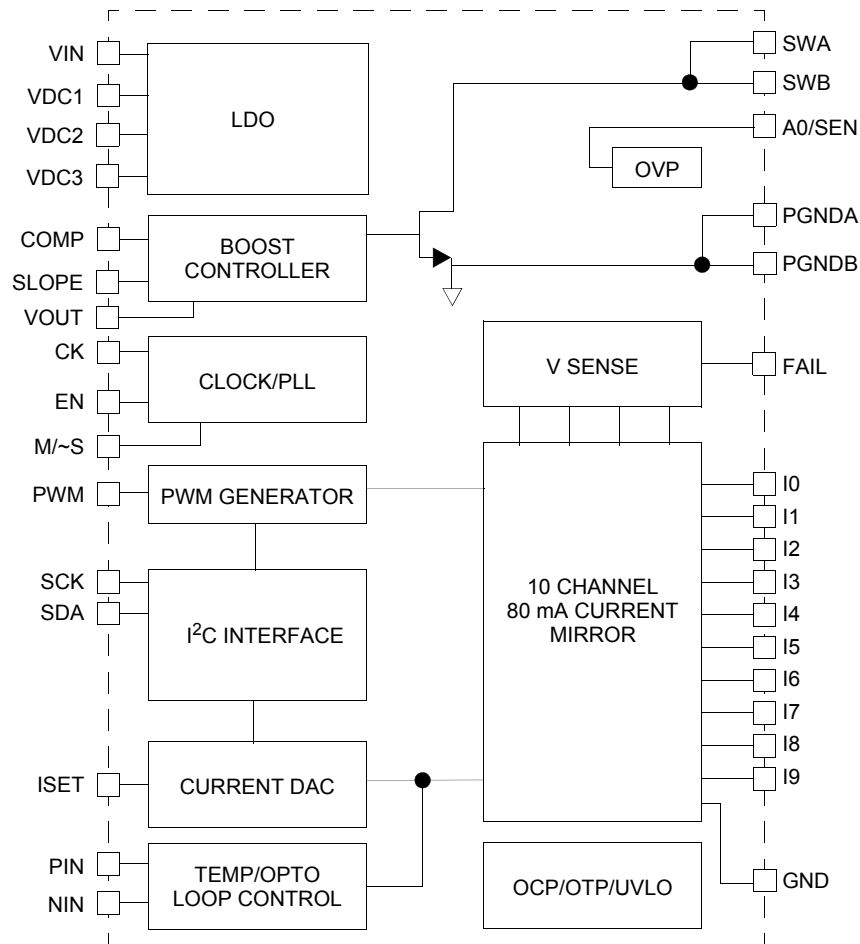 VIN
VDC1
VDC2
VDC3
LDO
SWA
SWB
A0/SEN
OVP
PGNDA
PGNDB
COMP
SLOPE
VOUT
BOOST
CONTROLLER
CK
EN
M/~S
CLOCK/PLL
V SENSE
FAIL
PWM
PWM GENERATOR
SCK
SDA
I²C INTERFACE
10 CHANNEL
80 mA CURRENT
MIRROR
I0
I1
I2
I3
I4
I5
I6
I7
I8
I9
ISET
CURRENT DAC
PIN
NIN
TEMP/OPTO
LOOP CONTROL
OCP/OTP/UVLO
GND